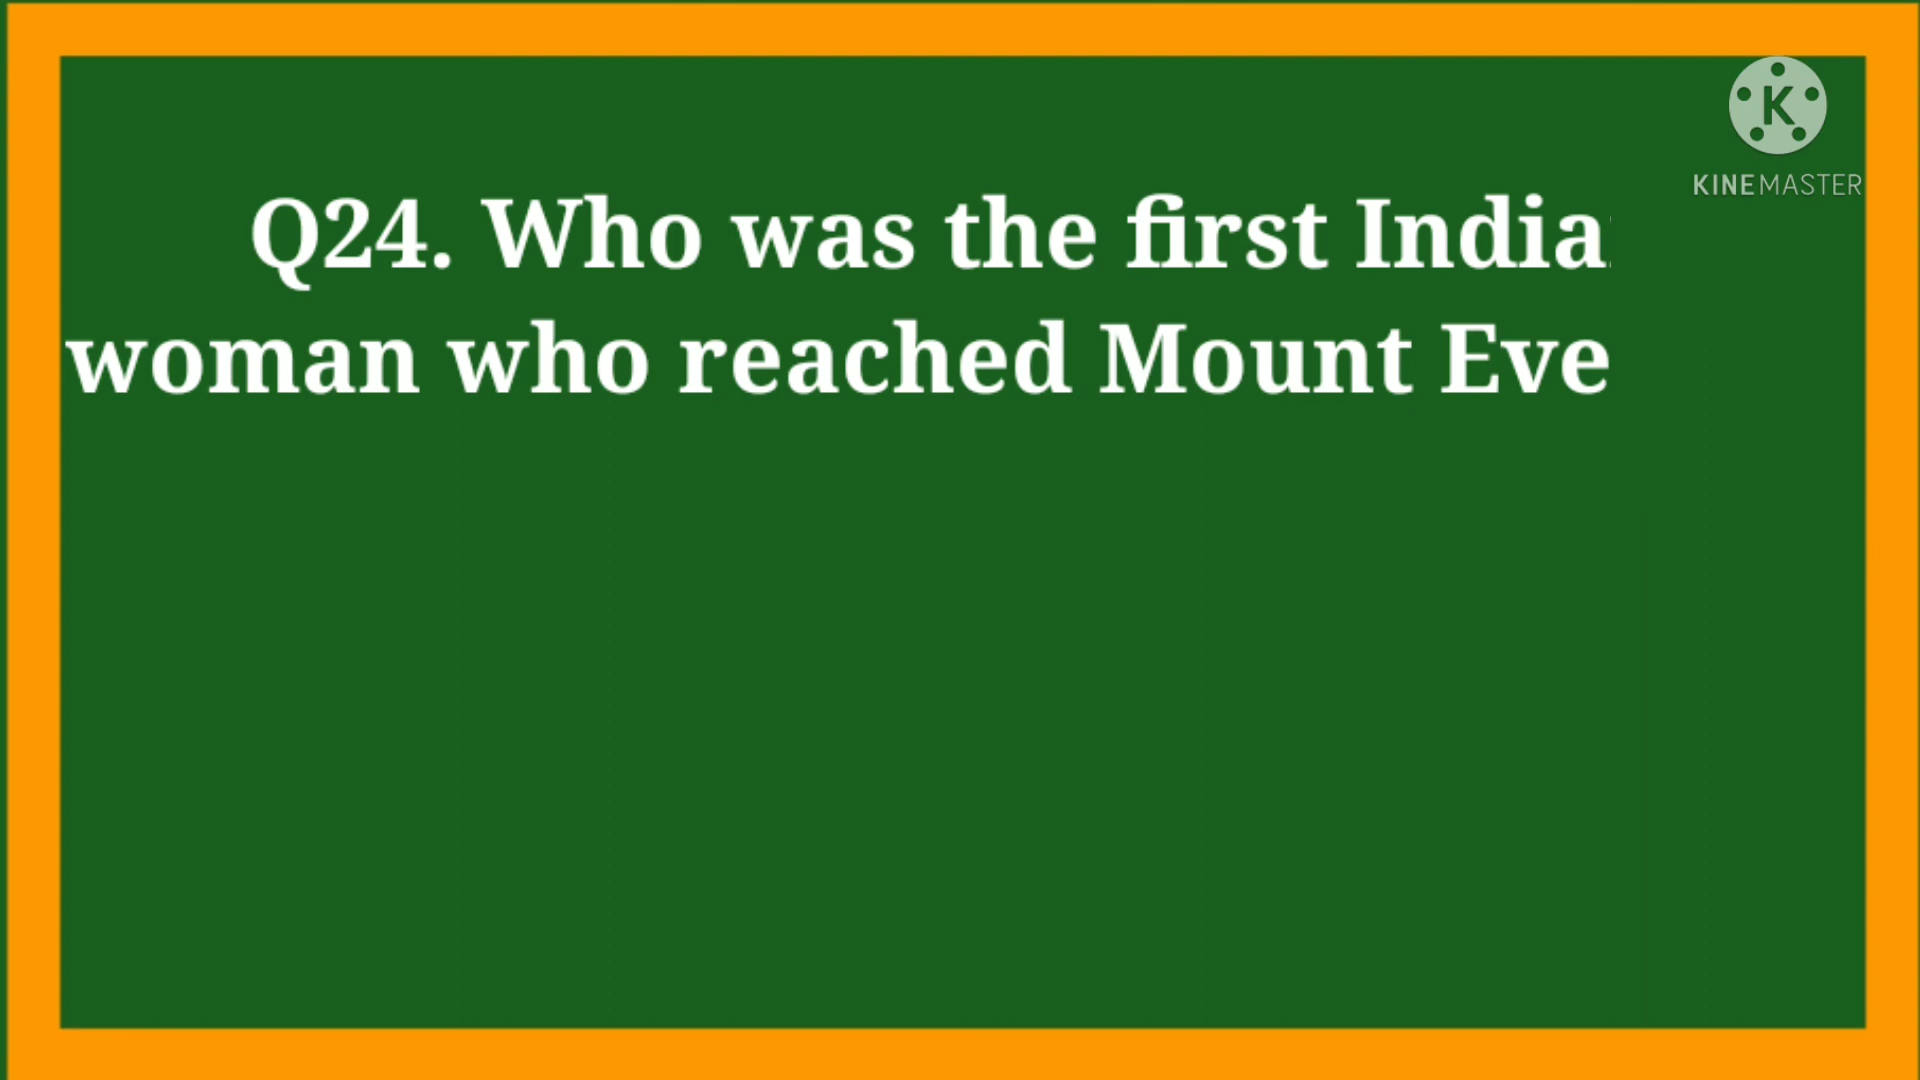 K
KINEMASTER
Q24. Who was the first India
woman who reached Mount Eve